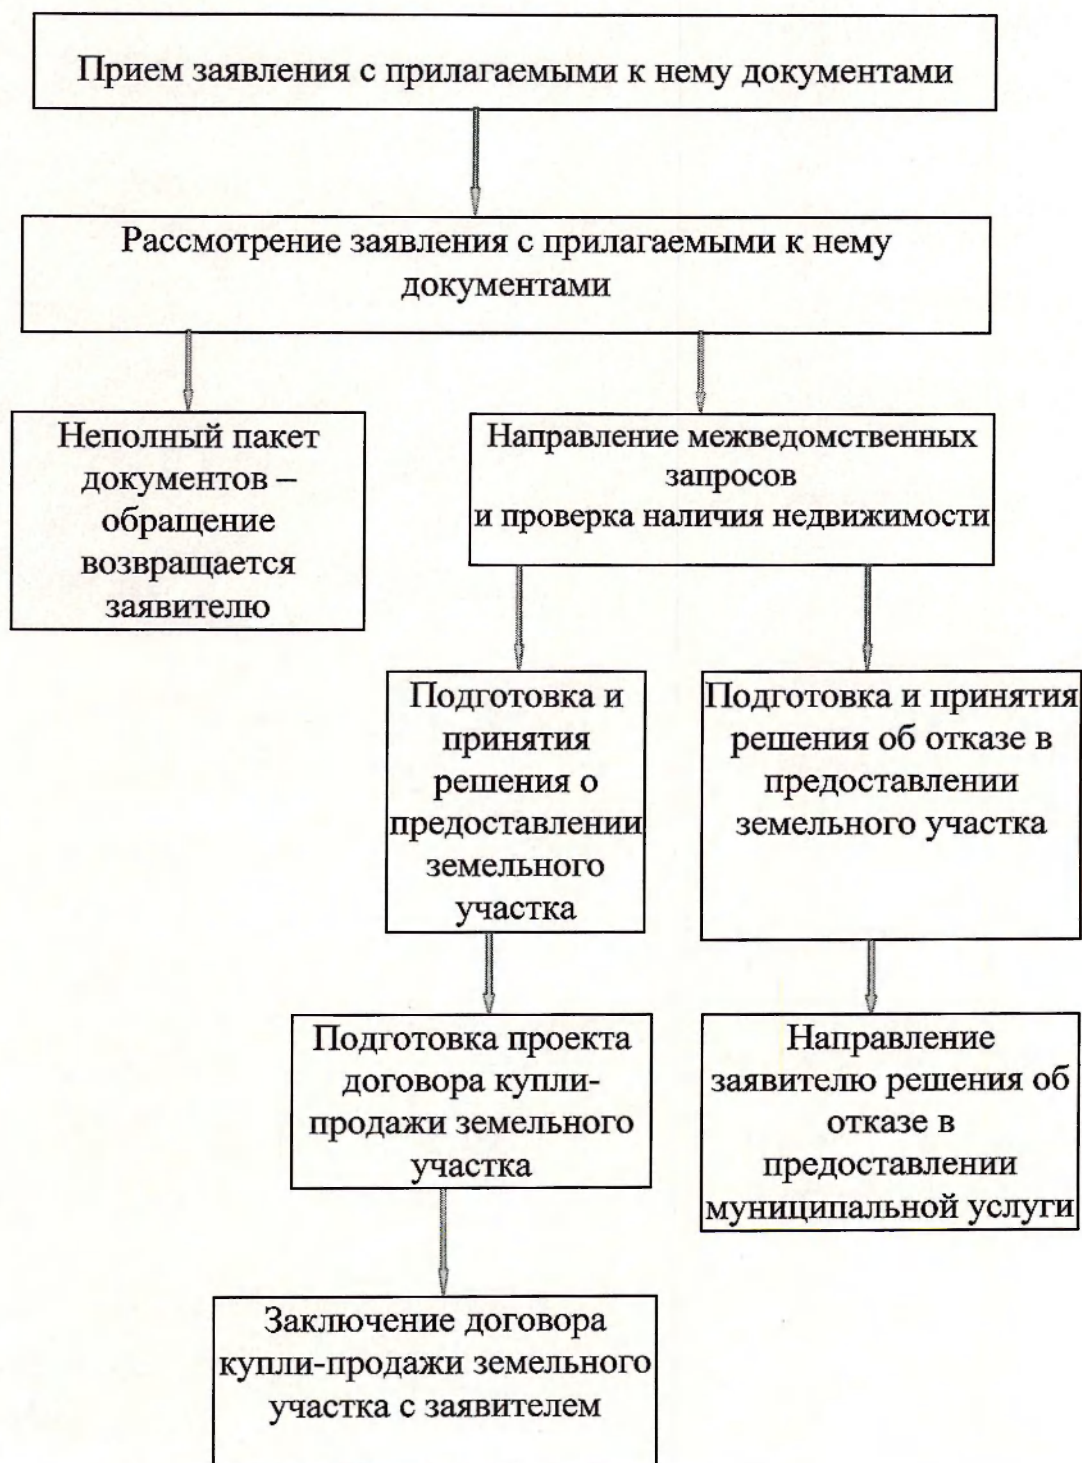 Прием заявления с прилагаемыми к нему документами
Рассмотрение заявления с прилагаемыми к нему
документами
Неполный пакет
документов –
обращение
возвращается
заявителю
Направление межведомственных
запросов
и проверка наличия недвижимости
Подготовка и
принятия
решения о
предоставлении
земельного
участка
Подготовка и принятия
решения об отказе в
предоставлении
земельного участка
Подготовка проекта
договора купли-
продажи земельного
участка
Направление
заявителю решения об
отказе в
предоставлении
муниципальной услуги
Заключение договора
купли-продажи земельного
участка с заявителем